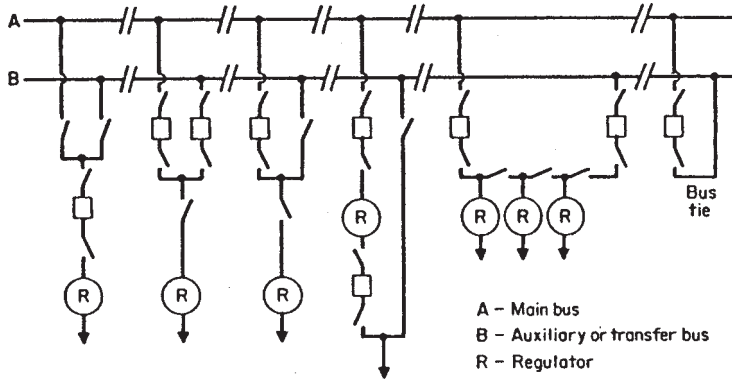 A
B
R
R
R
R
R
R
R
Bus
tie
A – Main bus
B – Auxiliary or transfer bus
R – Regulator